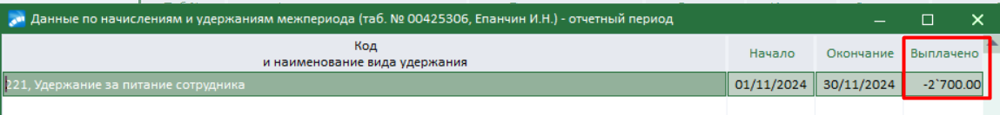 Данные по начислениям и удержаниям межпериода (таб. № 00425306, Епанчин И.Н.) - отчетный период
Код
и наименование вида удержания
Начало
Окончание
Выплачено
221, Удержание за питание сотрудника
01/11/2024
30/11/2024
-2`700.00